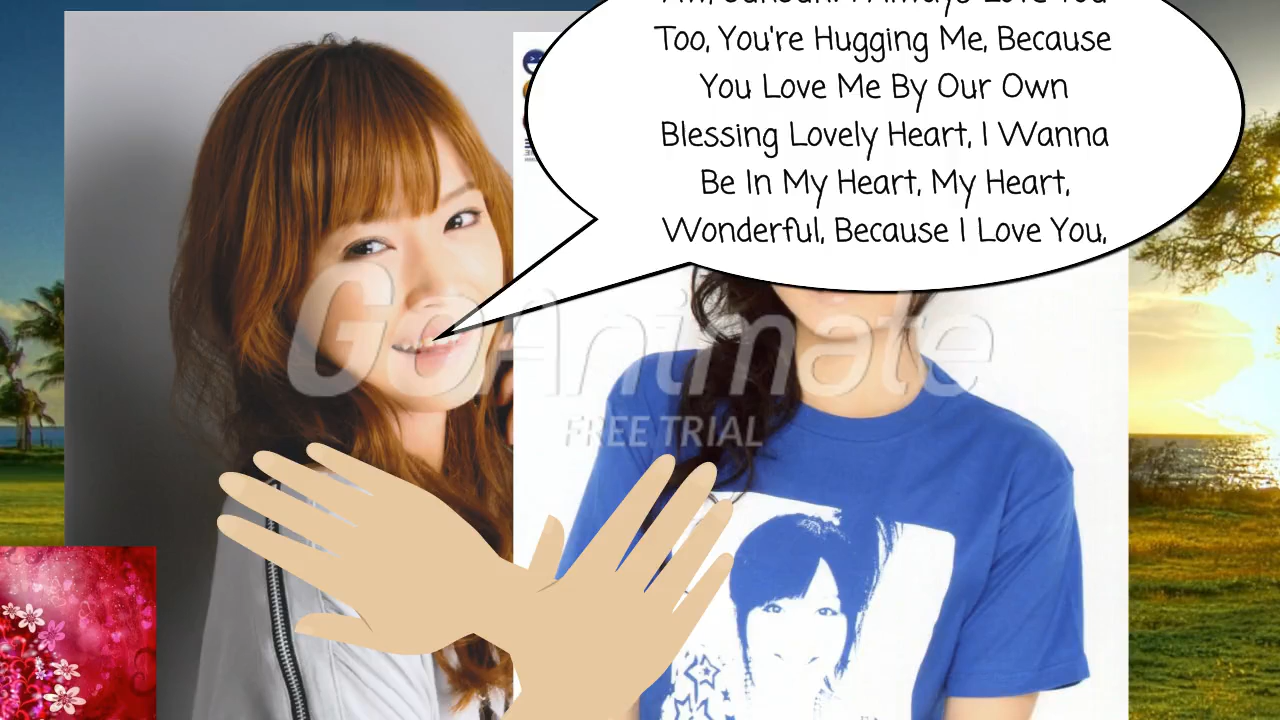 Too, You're Hugging Me, Because
You Love Me By Our Own
Blessing Lovely Heart, I Wanna
Be In My Heart, My Heart,
Wonderful, Because I Love You,
GoAnimate
FREE TRIAL